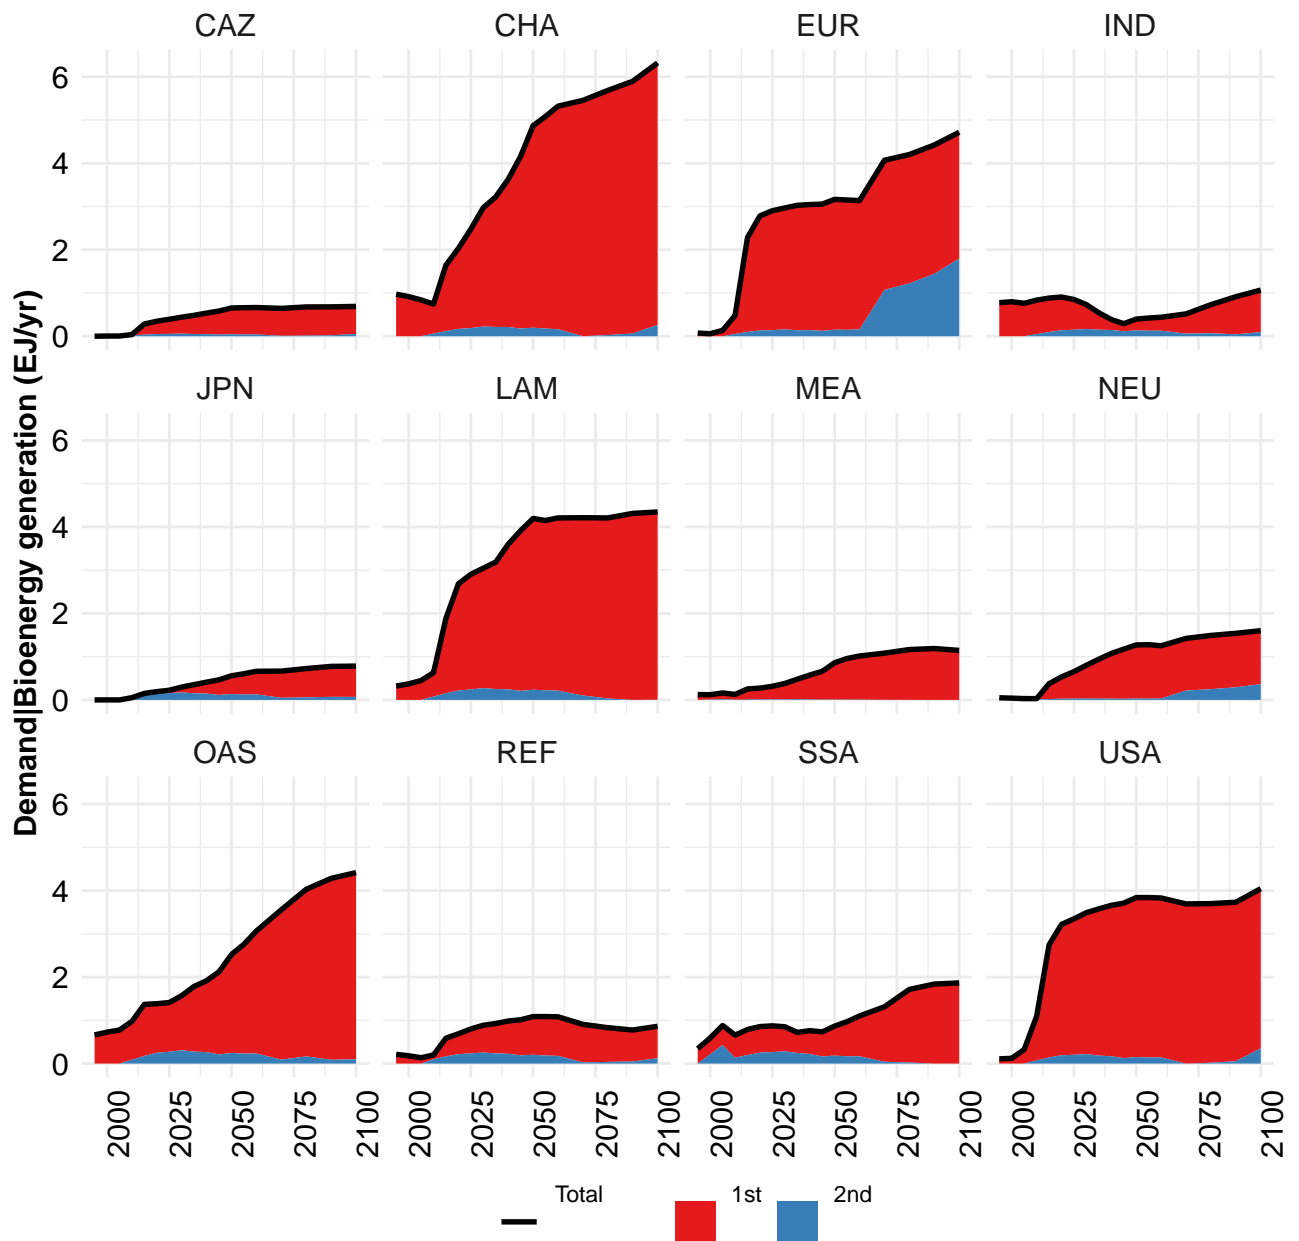 CAZ CHA EUR IND
6
4
2
0
JPN LAM MEA NEU
6
4
2
0
OAS REF SSA USA
6
4
2
0
Demand|Bioenergy generation (EJ/yr)
2000 2025 2050 2075 2100 2000 2025 2050 2075 2100 2000 2025 2050 2075 2100 2000 2025 2050 2075 2100
Total 1st 2nd